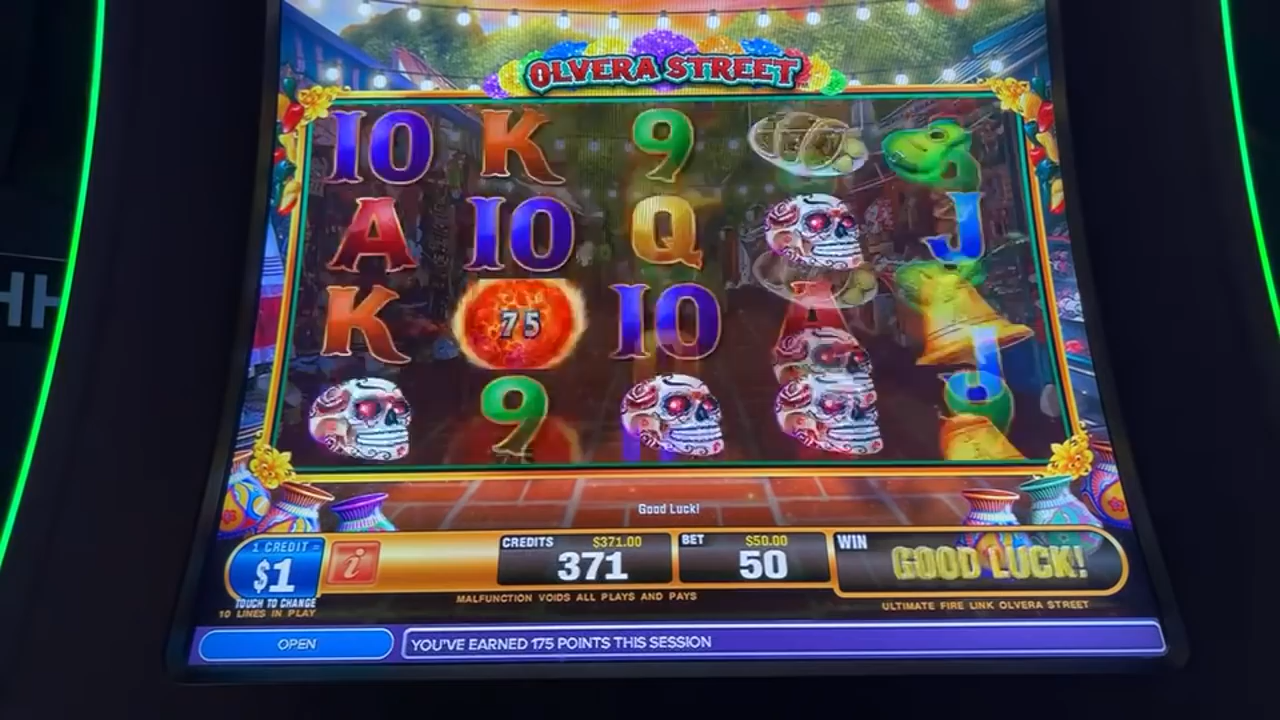 OLVERA STREET
10 K 9
A 10 Q J
K 75 10 A
9 J
HH
Good Luck!
1 CREDIT =
$1
TOUCH TO CHANGE
10 LINES IN PLAY
i
CREDITS $371.00
371
BET $50.00
50
WIN
GOOD LUCK!
MALFUNCTION VOIDS ALL PLAYS AND PAYS
ULTIMATE FIRE LINK OLVERA STREET
OPEN
YOU'VE EARNED 175 POINTS THIS SESSION